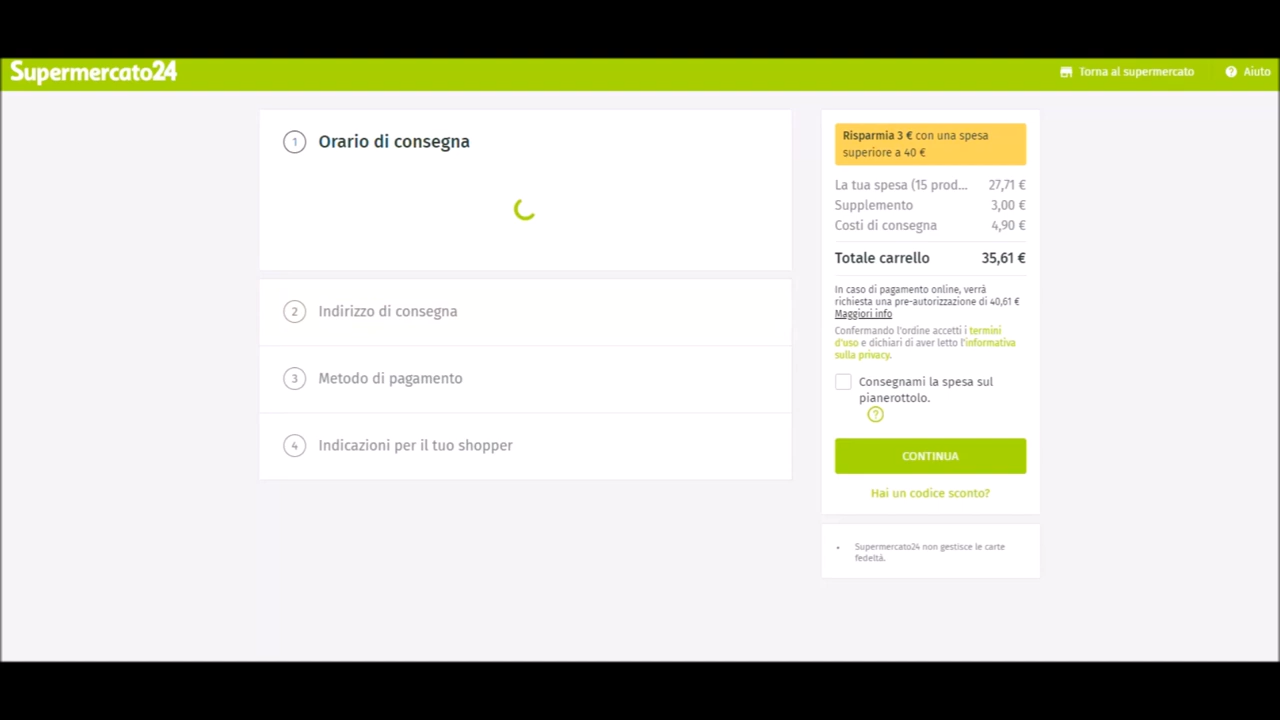 Supermercato24
Torna al supermercato
? Aiuto
1 Orario di consegna
2 Indirizzo di consegna
3 Metodo di pagamento
4 Indicazioni per il tuo shopper
Risparmia 3 € con una spesa
superiore a 40 €
La tua spesa (15 prod... 27,71 €
Supplemento 3,00 €
Costi di consegna 4,90 €
Totale carrello 35,61 €
In caso di pagamento online, verrà
richiesta una pre-autorizzazione di 40,61 €
Maggiori info
Confermando l'ordine accetti i termini
d'uso e dichiari di aver letto l'informativa
sulla privacy.
Consegnami la spesa sul
pianerottolo.
?
CONTINUA
Hai un codice sconto?
• Supermercato24 non gestisce le carte
fedeltà.